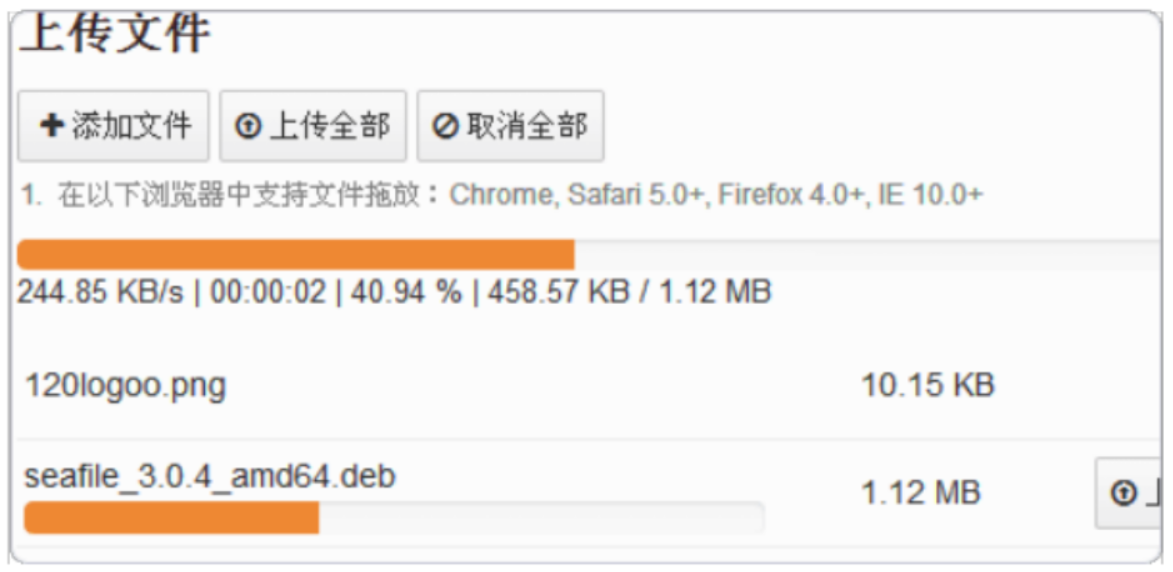 上传文件
添加文件 上传全部 取消全部
1. 在以下浏览器中支持文件拖放：Chrome, Safari 5.0+, Firefox 4.0+, IE 10.0+
244.85 KB/s | 00:00:02 | 40.94 % | 458.57 KB / 1.12 MB
120logoo.png 10.15 KB
seafile_3.0.4_amd64.deb 1.12 MB